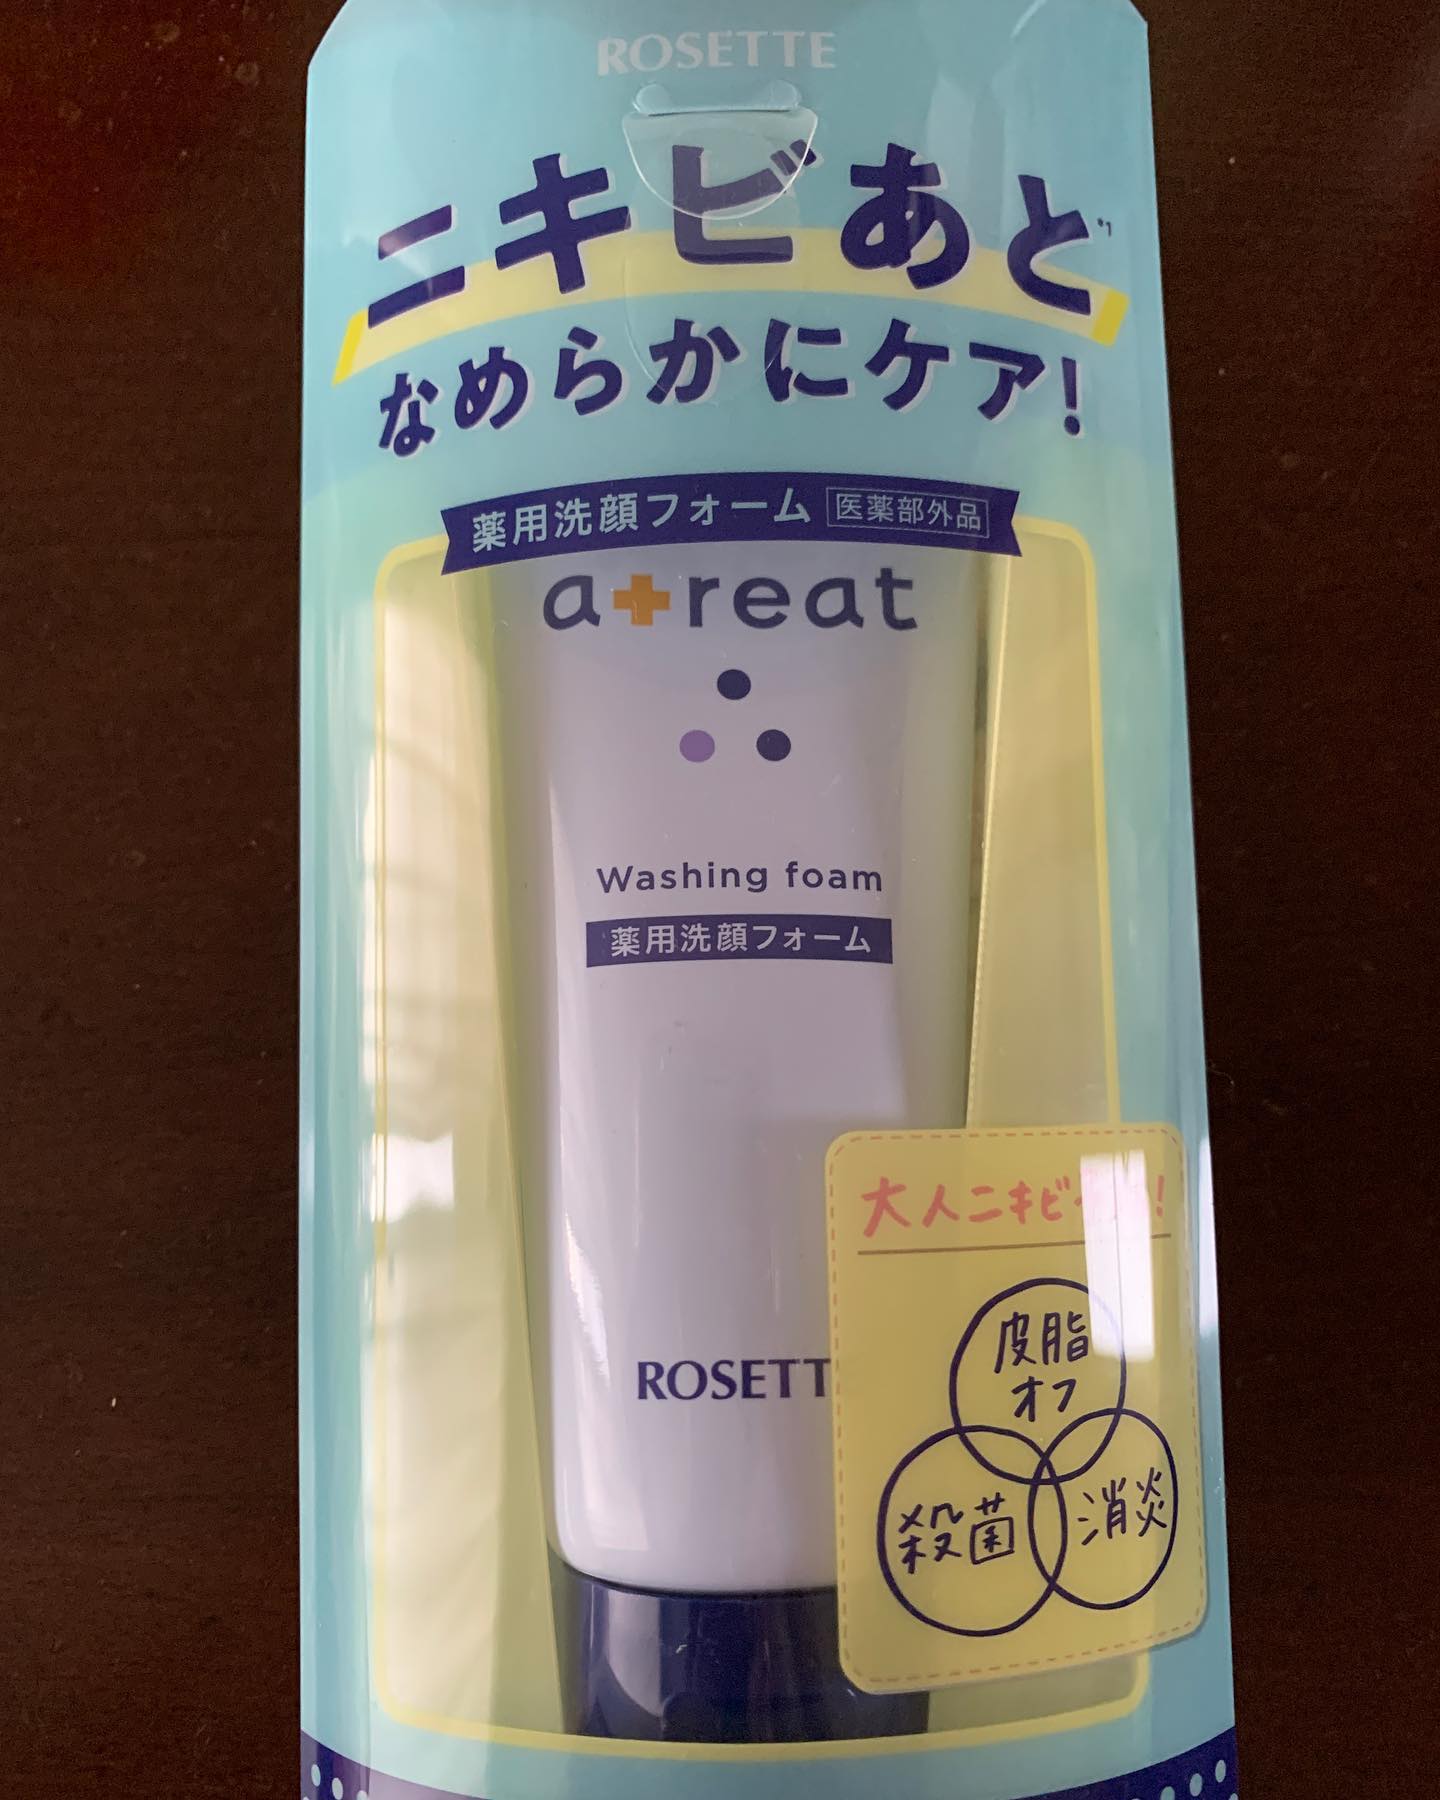 ROSETTE
ニキビあと*1
なめらかにケア!
薬用洗顔フォーム 医薬部外品
a+reat
Washing foam
薬用洗顔フォーム
ROSETT
大人ニキビ !
皮脂
オフ
殺菌
消炎